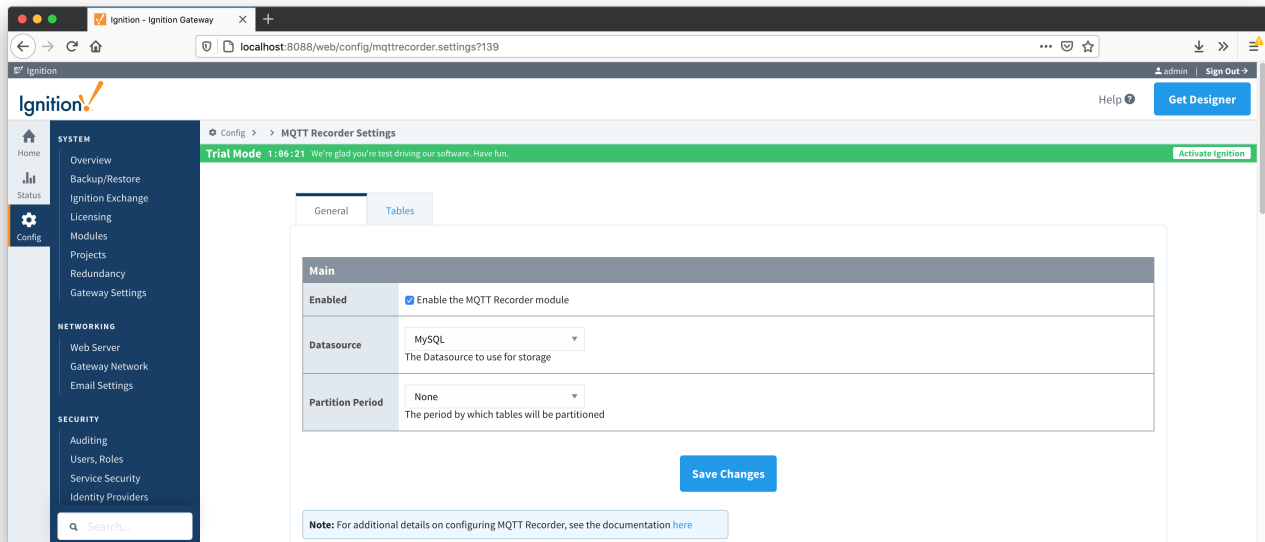 Ignition - Ignition Gateway
localhost:8088/web/config/mqttrecorder.settings?139
Ignition
admin | Sign Out
Ignition!
Help
Get Designer
Home
Status
Config
SYSTEM
Overview
Backup/Restore
Ignition Exchange
Licensing
Modules
Projects
Redundancy
Gateway Settings
NETWORKING
Web Server
Gateway Network
Email Settings
SECURITY
Auditing
Users, Roles
Service Security
Identity Providers
Search...
Config > > MQTT Recorder Settings
Trial Mode 1:06:21 We're glad you're test driving our software. Have fun.
Activate Ignition
General Tables
Main
Enabled Enable the MQTT Recorder module
Datasource MySQL
The Datasource to use for storage
Partition Period None
The period by which tables will be partitioned
Save Changes
Note: For additional details on configuring MQTT Recorder, see the documentation here